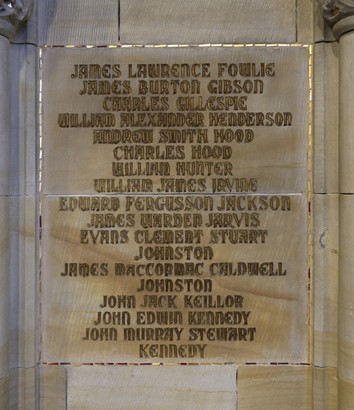 JAMES LAWRENCE FOWLIE
JAMES BURTON GIBSON
CHARLES GILLESPIE
WILLIAM ALEXANDER HENDERSON
ANDREW SMITH HOOD
CHARLES HOOD
WILLIAM HUNTER
WILLIAM JAMES IRVINE
EDWARD FERGUSSON JACKSON
JAMES WARDEN JARVIS
EVANS CLEMENT STUART
JOHNSTON
JAMES MACCORMAC CALDWELL
JOHNSTON
JOHN JACK KEILLOR
JOHN EDWIN KENNEDY
JOHN MURRAY STEWART
KENNEDY